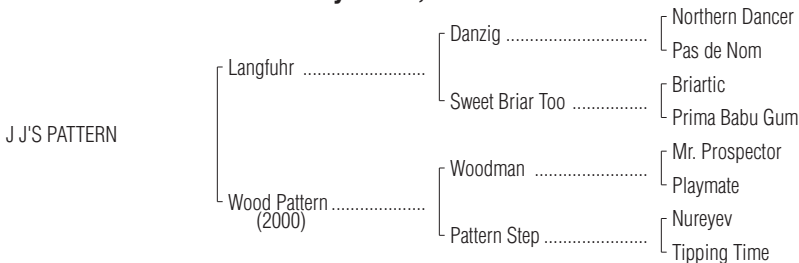 Northern Dancer
Danzig ..............................
Pas de Nom
Langfuhr ..........................
Briartic
Sweet Briar Too ................
Prima Babu Gum
J J'S PATTERN
Mr. Prospector
Woodman ........................
Playmate
Wood Pattern ....................
(2000)
Nureyev
Pattern Step ......................
Tipping Time